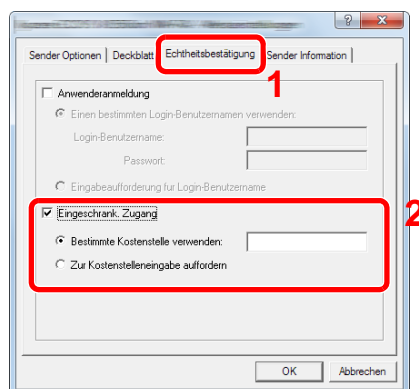 Sender Optionen Deckblatt Echtheitsbestätigung Sender Information
1
Anwenderanmeldung
Einen bestimmten Login-Benutzernamen verwenden:
Login-Benutzername:
Passwort:
Eingabeaufforderung für Login-Benutzername
2
Eingeschrank. Zugang
Bestimmte Kostenstelle verwenden:
Zur Kostenstelleneingabe auffordern
OK Abbrechen